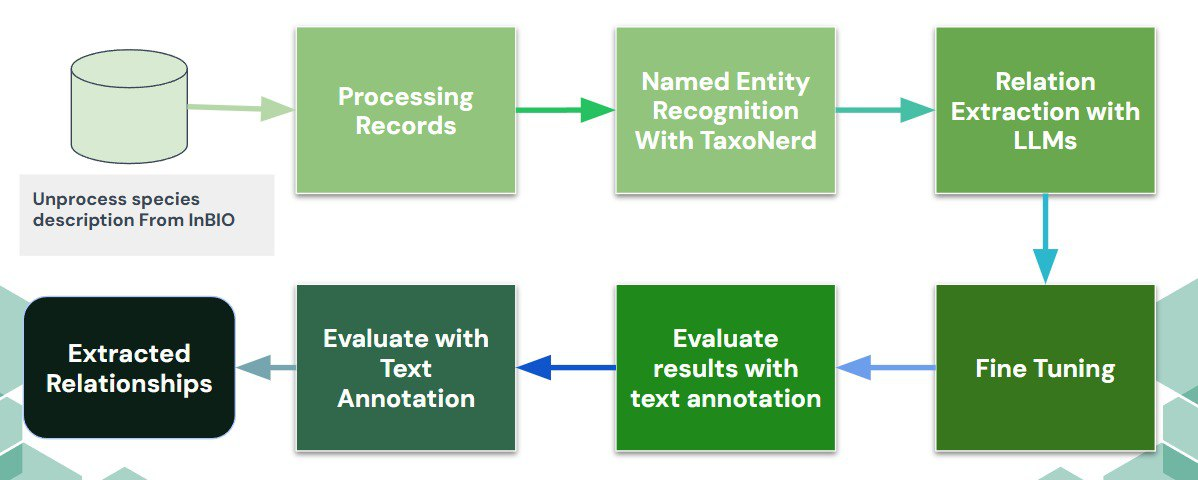 Processing
Records
Named Entity
Recognition
With TaxoNerd
Relation
Extraction with
LLMs
Unprocess species
description From InBIO
Extracted
Relationships
Evaluate with
Text
Annotation
Evaluate
results with
text annotation
Fine Tuning